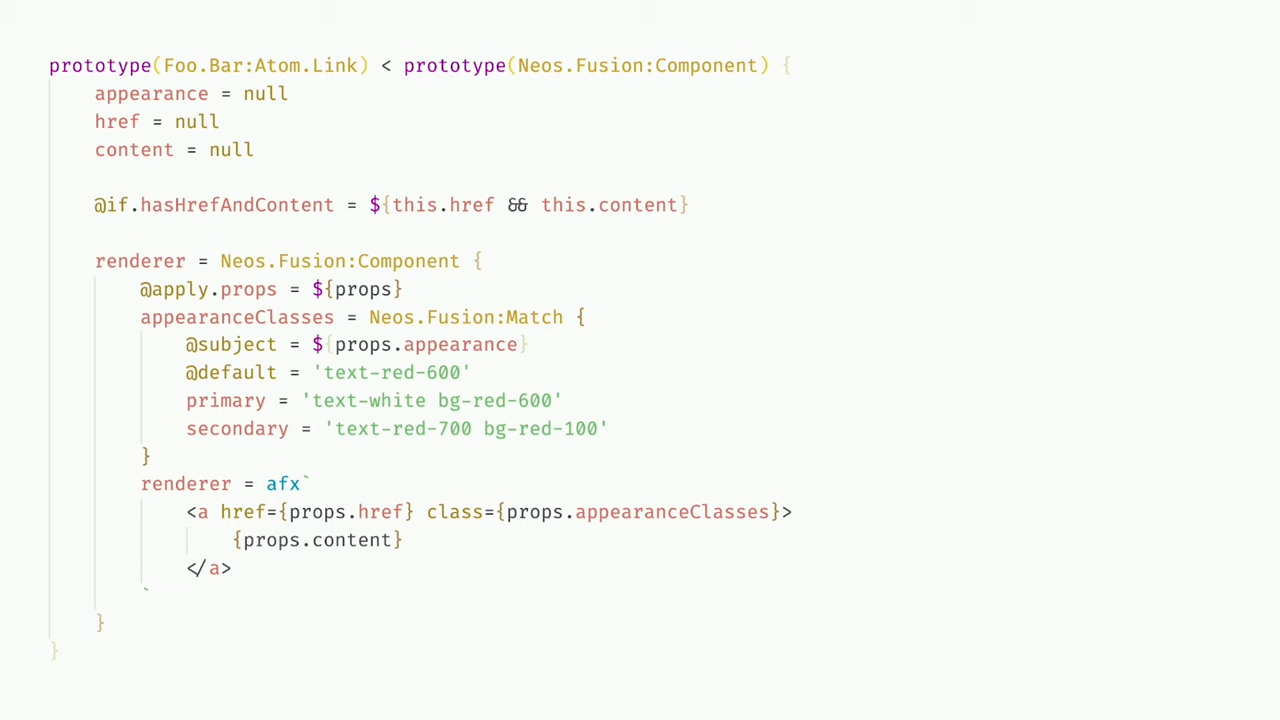 prototype(Foo.Bar:Atom.Link) < prototype(Neos.Fusion:Component) {
    appearance = null
    href = null
    content = null

    @if.hasHrefAndContent = ${this.href && this.content}

    renderer = Neos.Fusion:Component {
        @apply.props = ${props}
        appearanceClasses = Neos.Fusion:Match {
            @subject = ${props.appearance}
            @default = 'text-red-600'
            primary = 'text-white bg-red-600'
            secondary = 'text-red-700 bg-red-100'
        }
        renderer = afx`
            <a href={props.href} class={props.appearanceClasses}>
                {props.content}
            </a>
        `
    }
}